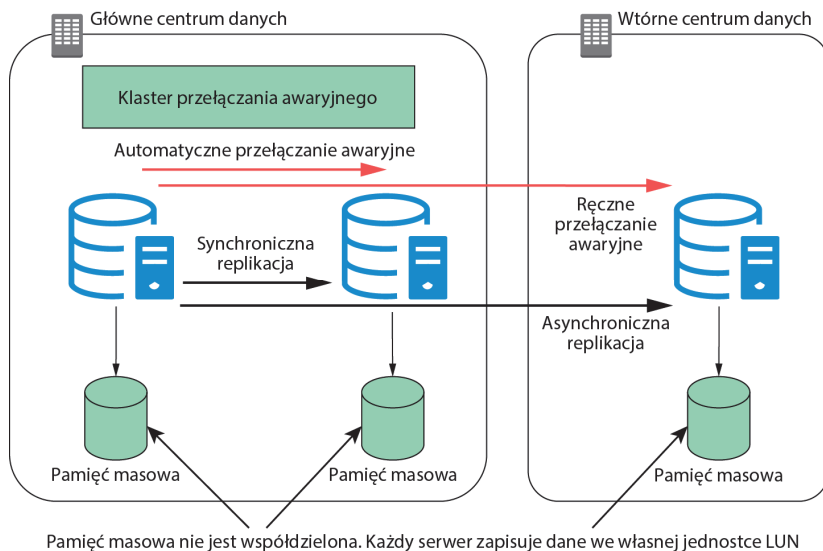 Główne centrum danych
Wtórne centrum danych
Klaster przełączania awaryjnego
Automatyczne przełączanie awaryjne
Ręczne
przełączanie
awaryjne
Synchroniczna
replikacja
Asynchroniczna
replikacja
Pamięć masowa
Pamięć masowa
Pamięć masowa
Pamięć masowa nie jest współdzielona. Każdy serwer zapisuje dane we własnej jednostce LUN